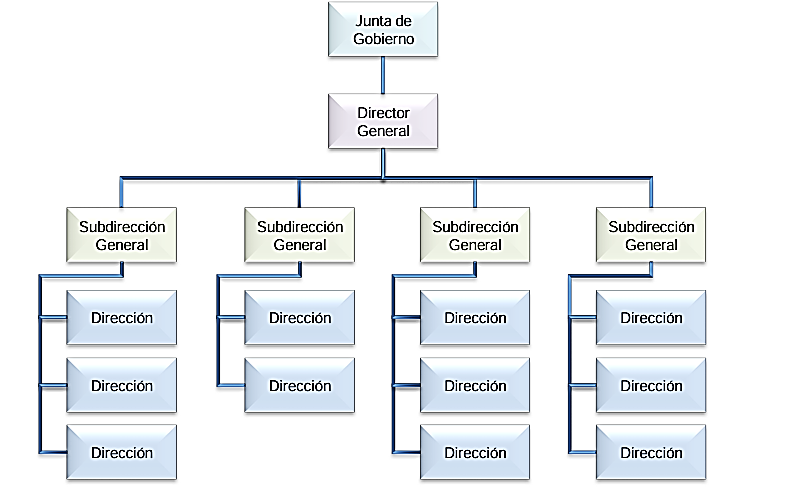 Junta de
Gobierno
Director
General
Subdirección
General
Subdirección
General
Subdirección
General
Subdirección
General
Dirección
Dirección
Dirección
Dirección
Dirección
Dirección
Dirección
Dirección
Dirección
Dirección
Dirección